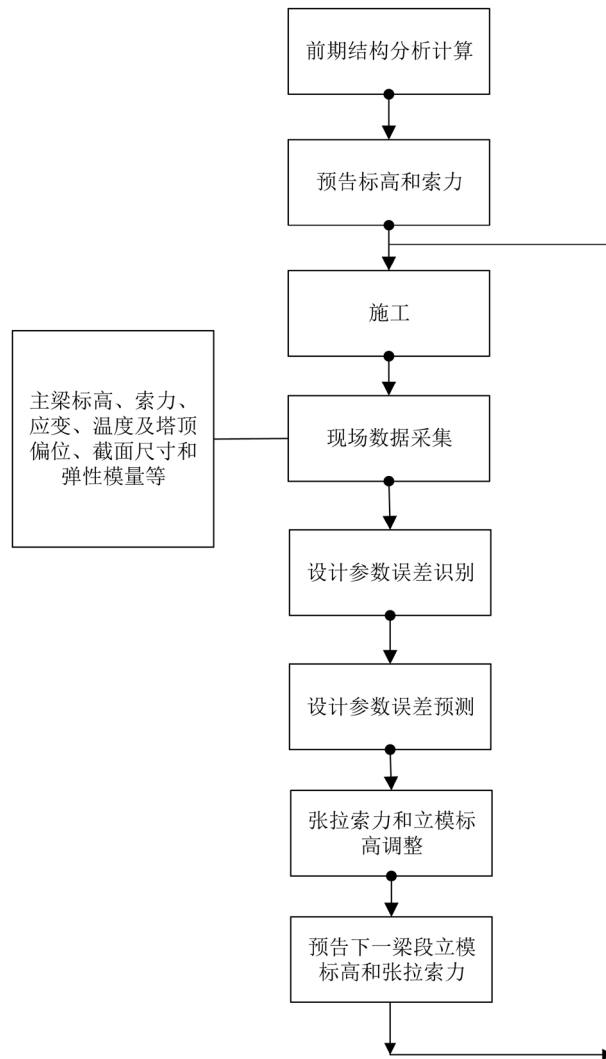 前期结构分析计算
预告标高和索力
施工
主梁标高、索力、
应变、温度及塔顶
偏位、截面尺寸和
弹性模量等
现场数据采集
设计参数误差识别
设计参数误差预测
张拉索力和立模标
高调整
预告下一梁段立模
标高和张拉索力